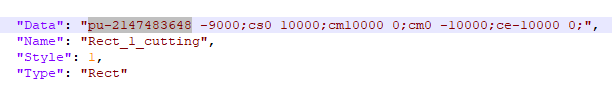 "Data": "pu-2147483648 -9000;cs0 10000;cm10000 0;cm0 -10000;ce-10000 0;",
"Name": "Rect_1_cutting",
"Style": 1,
"Type": "Rect"